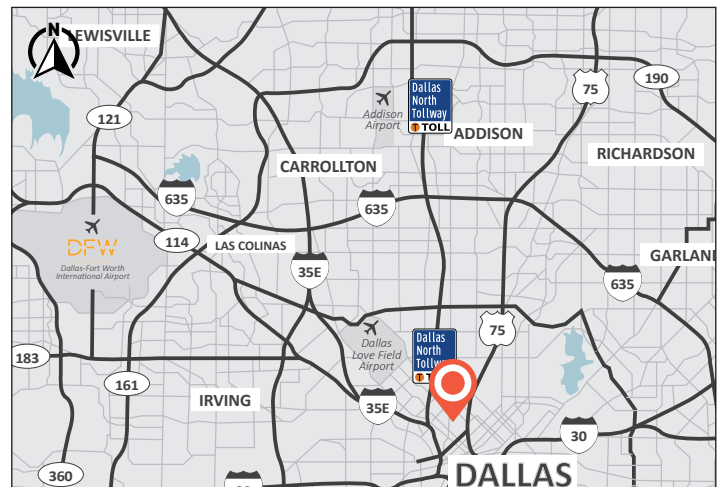 N
LEWISVILLE
190
75
Dallas
North
Tollway
T TOLL
Addison
Airport
121
ADDISON
RICHARDSON
CARROLLTON
635
635
DFW
Dallas-Fort Worth
International Airport
114
LAS COLINAS
GARLAND
35E
635
75
Dallas
Love Field
Airport
Dallas
North
Tollway
T
183
161
IRVING
35E
30
DALLAS
360